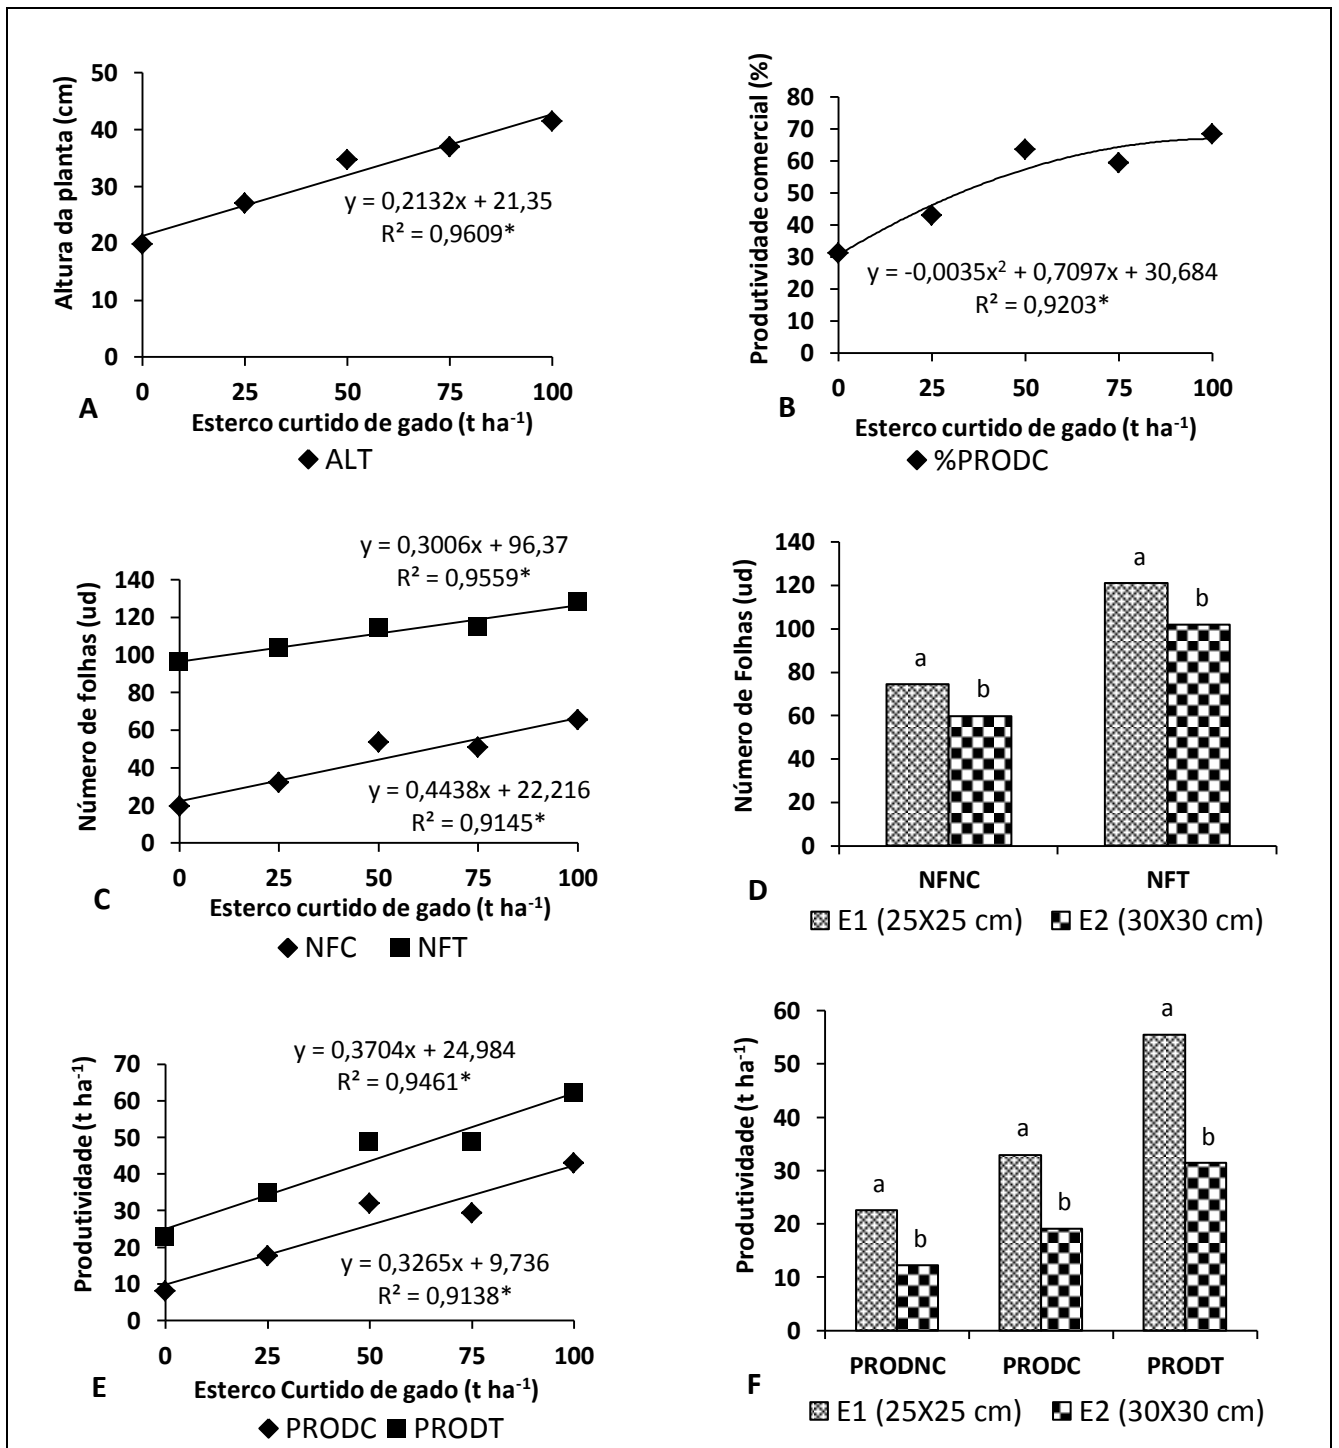 50
40
30
20
10
0
Altura da planta (cm)
y = 0,2132x + 21,35
R² = 0,9609*
0 25 50 75 100
A
Esterco curtido de gado (t ha⁻¹)
ALT
80
70
60
50
40
30
20
10
0
Produtividade comercial (%)
y = -0,0035x² + 0,7097x + 30,684
R² = 0,9203*
0 25 50 75 100
B
Esterco curtido de gado (t ha⁻¹)
%PRODC
y = 0,3006x + 96,37
R² = 0,9559*
140
120
100
80
60
40
20
0
Número de folhas (ud)
y = 0,4438x + 22,216
R² = 0,9145*
0 25 50 75 100
C
Esterco curtido de gado (t ha⁻¹)
NFC NFT
140
120
100
80
60
40
20
0
Número de Folhas (ud)
a
b
a
b
NFNC NFT
D
E1 (25X25 cm) E2 (30X30 cm)
y = 0,3704x + 24,984
R² = 0,9461*
70
60
50
40
30
20
10
0
Produtividade (t ha⁻¹)
y = 0,3265x + 9,736
R² = 0,9138*
0 25 50 75 100
E
Esterco Curtido de gado (t ha⁻¹)
PRODC PRODT
60
50
40
30
20
10
0
Produtividade (t ha⁻¹)
a
b
a
b
a
b
PRODNC PRODC PRODT
F
E1 (25X25 cm) E2 (30X30 cm)